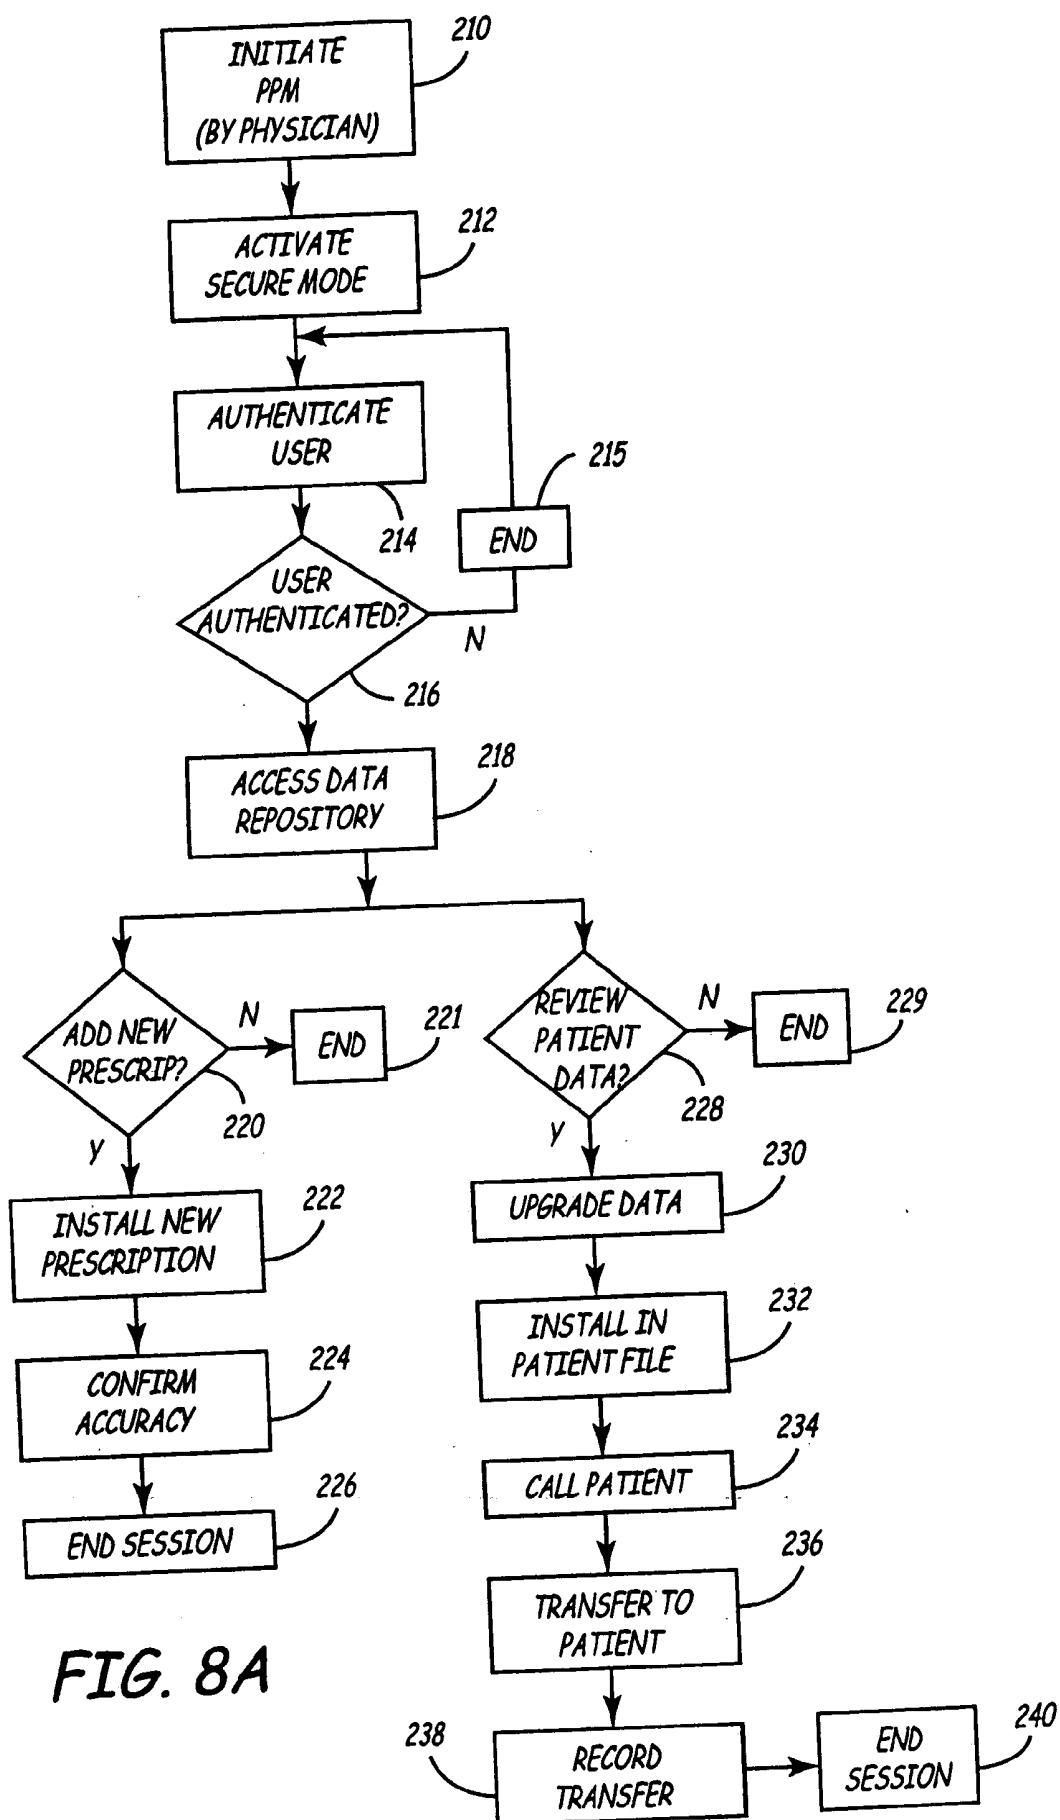 INITIATE
PPM
(BY PHYSICIAN)
210
ACTIVATE
SECURE MODE
212
AUTHENTICATE
USER
214
215
END
USER
AUTHENTICATED?
N
216
ACCESS DATA
REPOSITORY
218
ADD NEW
PRESCRIP?
N
END
221
220
Y
INSTALL NEW
PRESCRIPTION
222
CONFIRM
ACCURACY
224
END SESSION
226
REVIEW
PATIENT
DATA?
N
END
229
228
Y
UPGRADE DATA
230
INSTALL IN
PATIENT FILE
232
CALL PATIENT
234
TRANSFER TO
PATIENT
236
RECORD
TRANSFER
238
END
SESSION
240
FIG. 8A